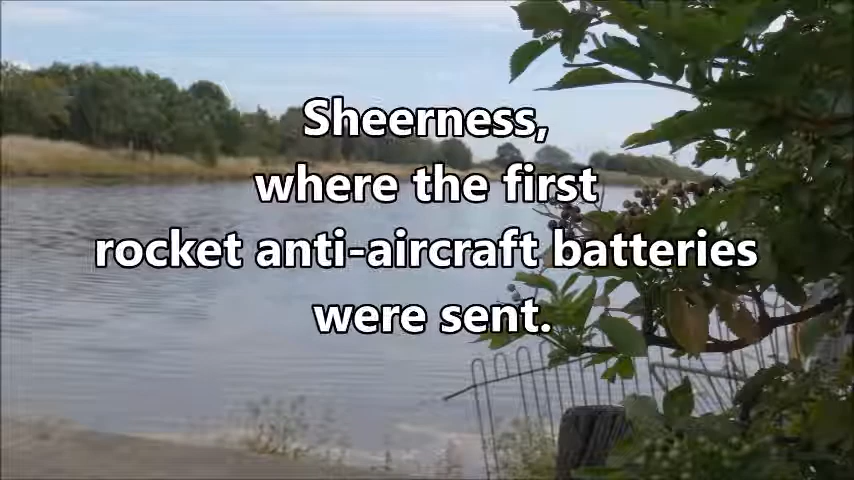 Sheerness,
where the first
rocket anti-aircraft batteries
were sent.